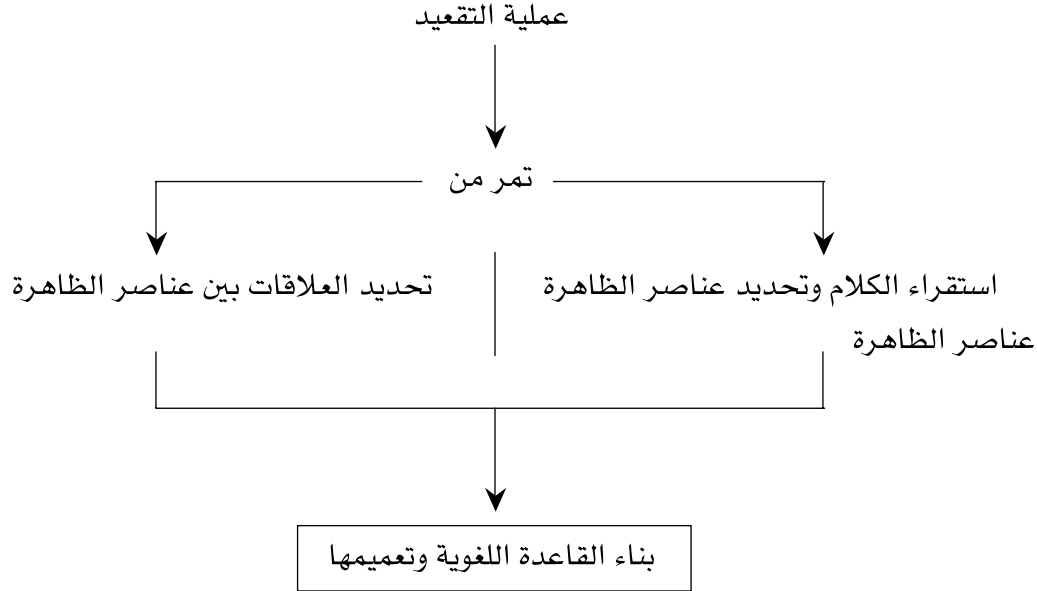 عملية التقعيد
تمر من
استقراء الكلام وتحديد عناصر الظاهرة
عناصر الظاهرة
تحديد العلاقات بين عناصر الظاهرة
بناء القاعدة اللغوية وتعميمها